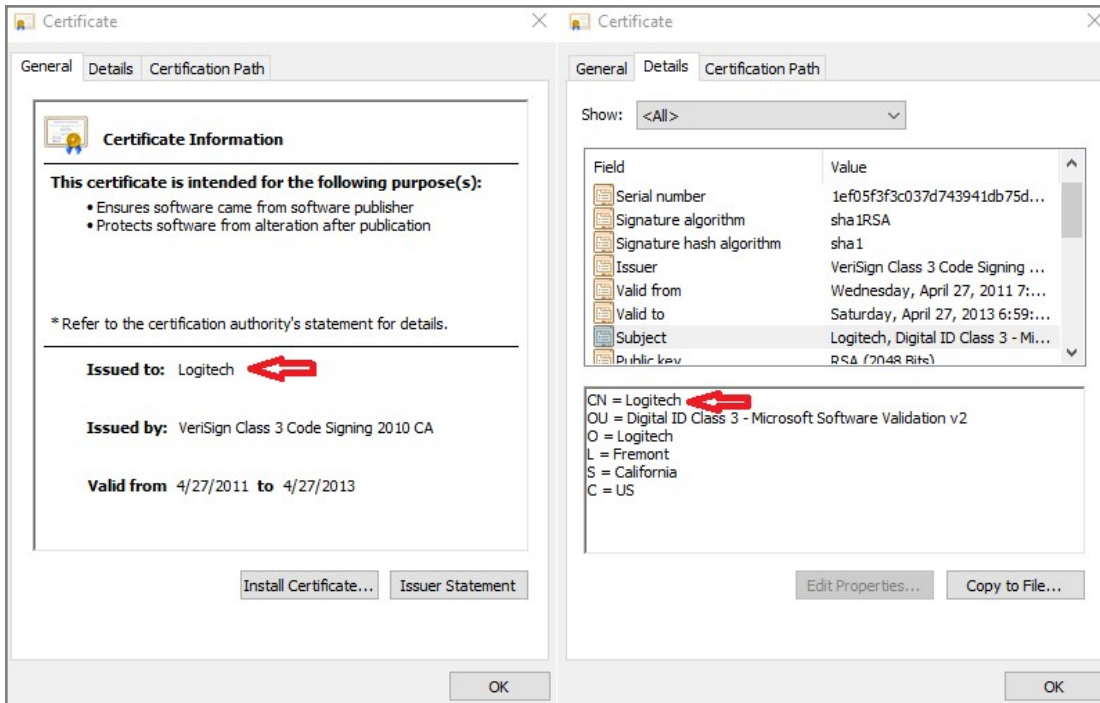 Certificate
General Details Certification Path
Certificate Information
This certificate is intended for the following purpose(s):
• Ensures software came from software publisher
• Protects software from alteration after publication
* Refer to the certification authority's statement for details.
Issued to: Logitech
Issued by: VeriSign Class 3 Code Signing 2010 CA
Valid from 4/27/2011 to 4/27/2013
Install Certificate... Issuer Statement
OK
Certificate
General Details Certification Path
Show: <All>
Field Value
Serial number 1ef05f3f3c037d743941db75d...
Signature algorithm sha1RSA
Signature hash algorithm sha1
Issuer VeriSign Class 3 Code Signing ...
Valid from Wednesday, April 27, 2011 7:...
Valid to Saturday, April 27, 2013 6:59:...
Subject Logitech, Digital ID Class 3 - Mi...
Public key RSA (2048 Bits)
CN = Logitech
OU = Digital ID Class 3 - Microsoft Software Validation v2
O = Logitech
L = Fremont
S = California
C = US
Edit Properties... Copy to File...
OK